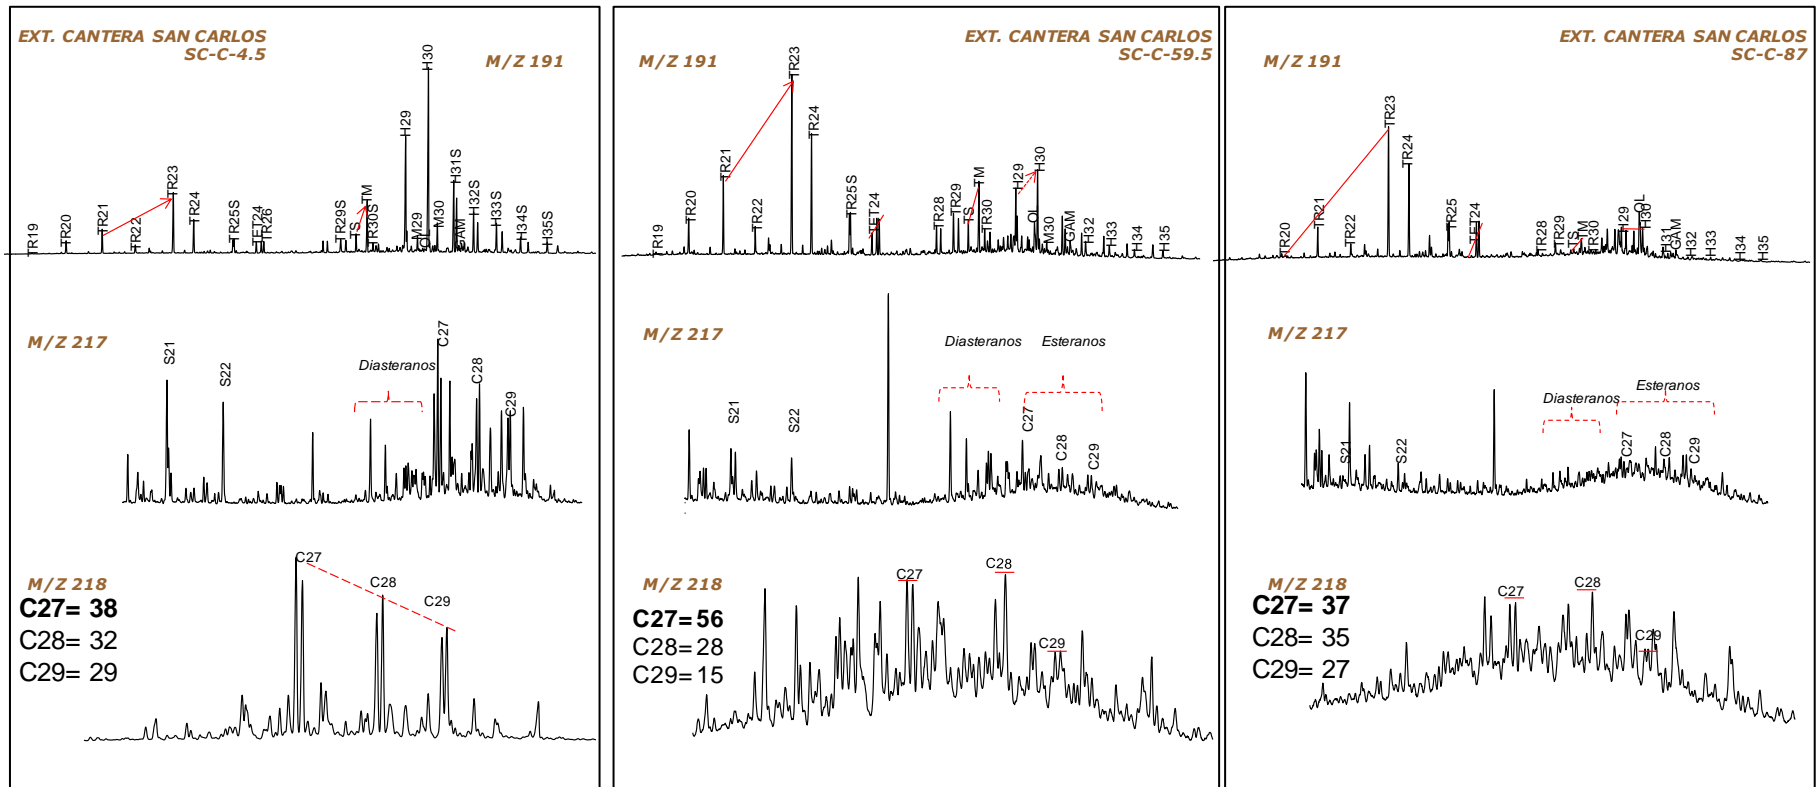 EXT. CANTERA SAN CARLOS
SC-C-4.5
M/Z 191
TR19
TR20
TR21
TR22
TR23
TR24
TR25S
TET24
TR26
TR29S
TS
TM
TR30S
H29
M29
OL
H30
M30
H31S
GAM
H32S
H33S
H34S
H35S
M/Z 217
S21
S22
Diasteranos
C27
C28
C29
M/Z 218
C27= 38
C28= 32
C29= 29
C27
C28
C29
EXT. CANTERA SAN CARLOS
SC-C-59.5
M/Z 191
TR19
TR20
TR21
TR22
TR23
TR24
TR25S
TET24
TR28
TR29
TS
TM
TR30
H29
OL
H30
M30
GAM
H32
H33
H34
H35
M/Z 217
S21
S22
Diasteranos
Esteranos
C27
C28
C29
M/Z 218
C27= 56
C28= 28
C29= 15
C27
C28
C29
EXT. CANTERA SAN CARLOS
SC-C-87
M/Z 191
TR20
TR21
TR22
TR23
TR24
TR25
TET24
TR28
TR29
TS
TM
TR30
H29
OL
H30
H31
GAM
H32
H33
H34
H35
M/Z 217
S21
S22
Diasteranos
Esteranos
C27
C28
C29
M/Z 218
C27= 37
C28= 35
C29= 27
C27
C28
C29